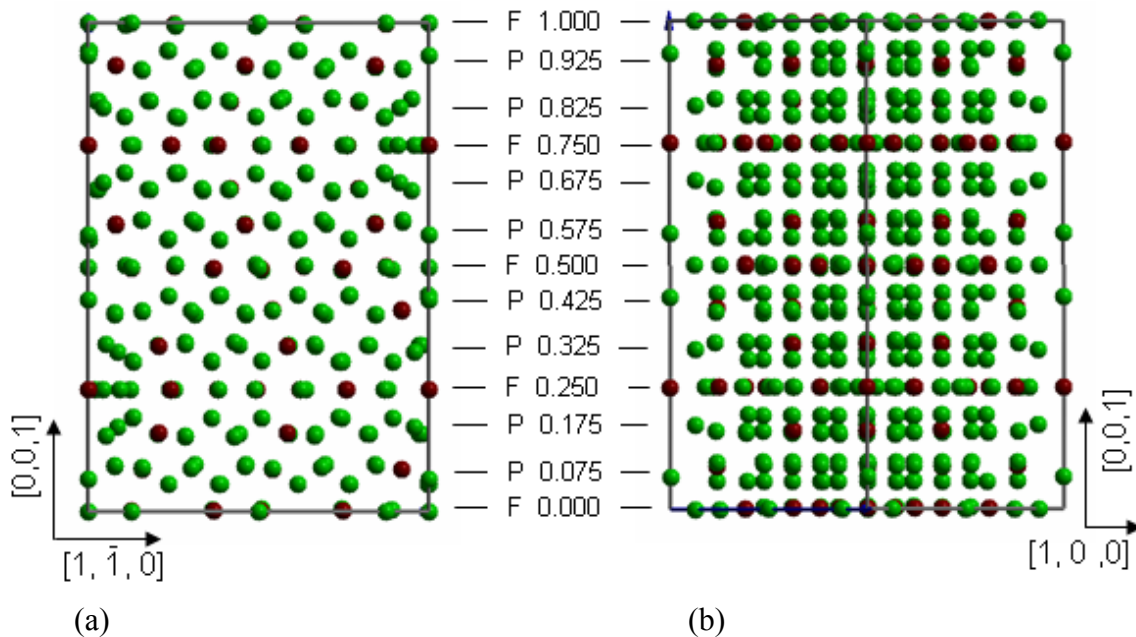 F 1.000
P 0.925
P 0.825
F 0.750
P 0.675
P 0.575
F 0.500
P 0.425
P 0.325
F 0.250
P 0.175
P 0.075
F 0.000
[0,0,1]
[1, 1̄, 0]
[0,0,1]
[1, 0 ,0]
(a)
(b)